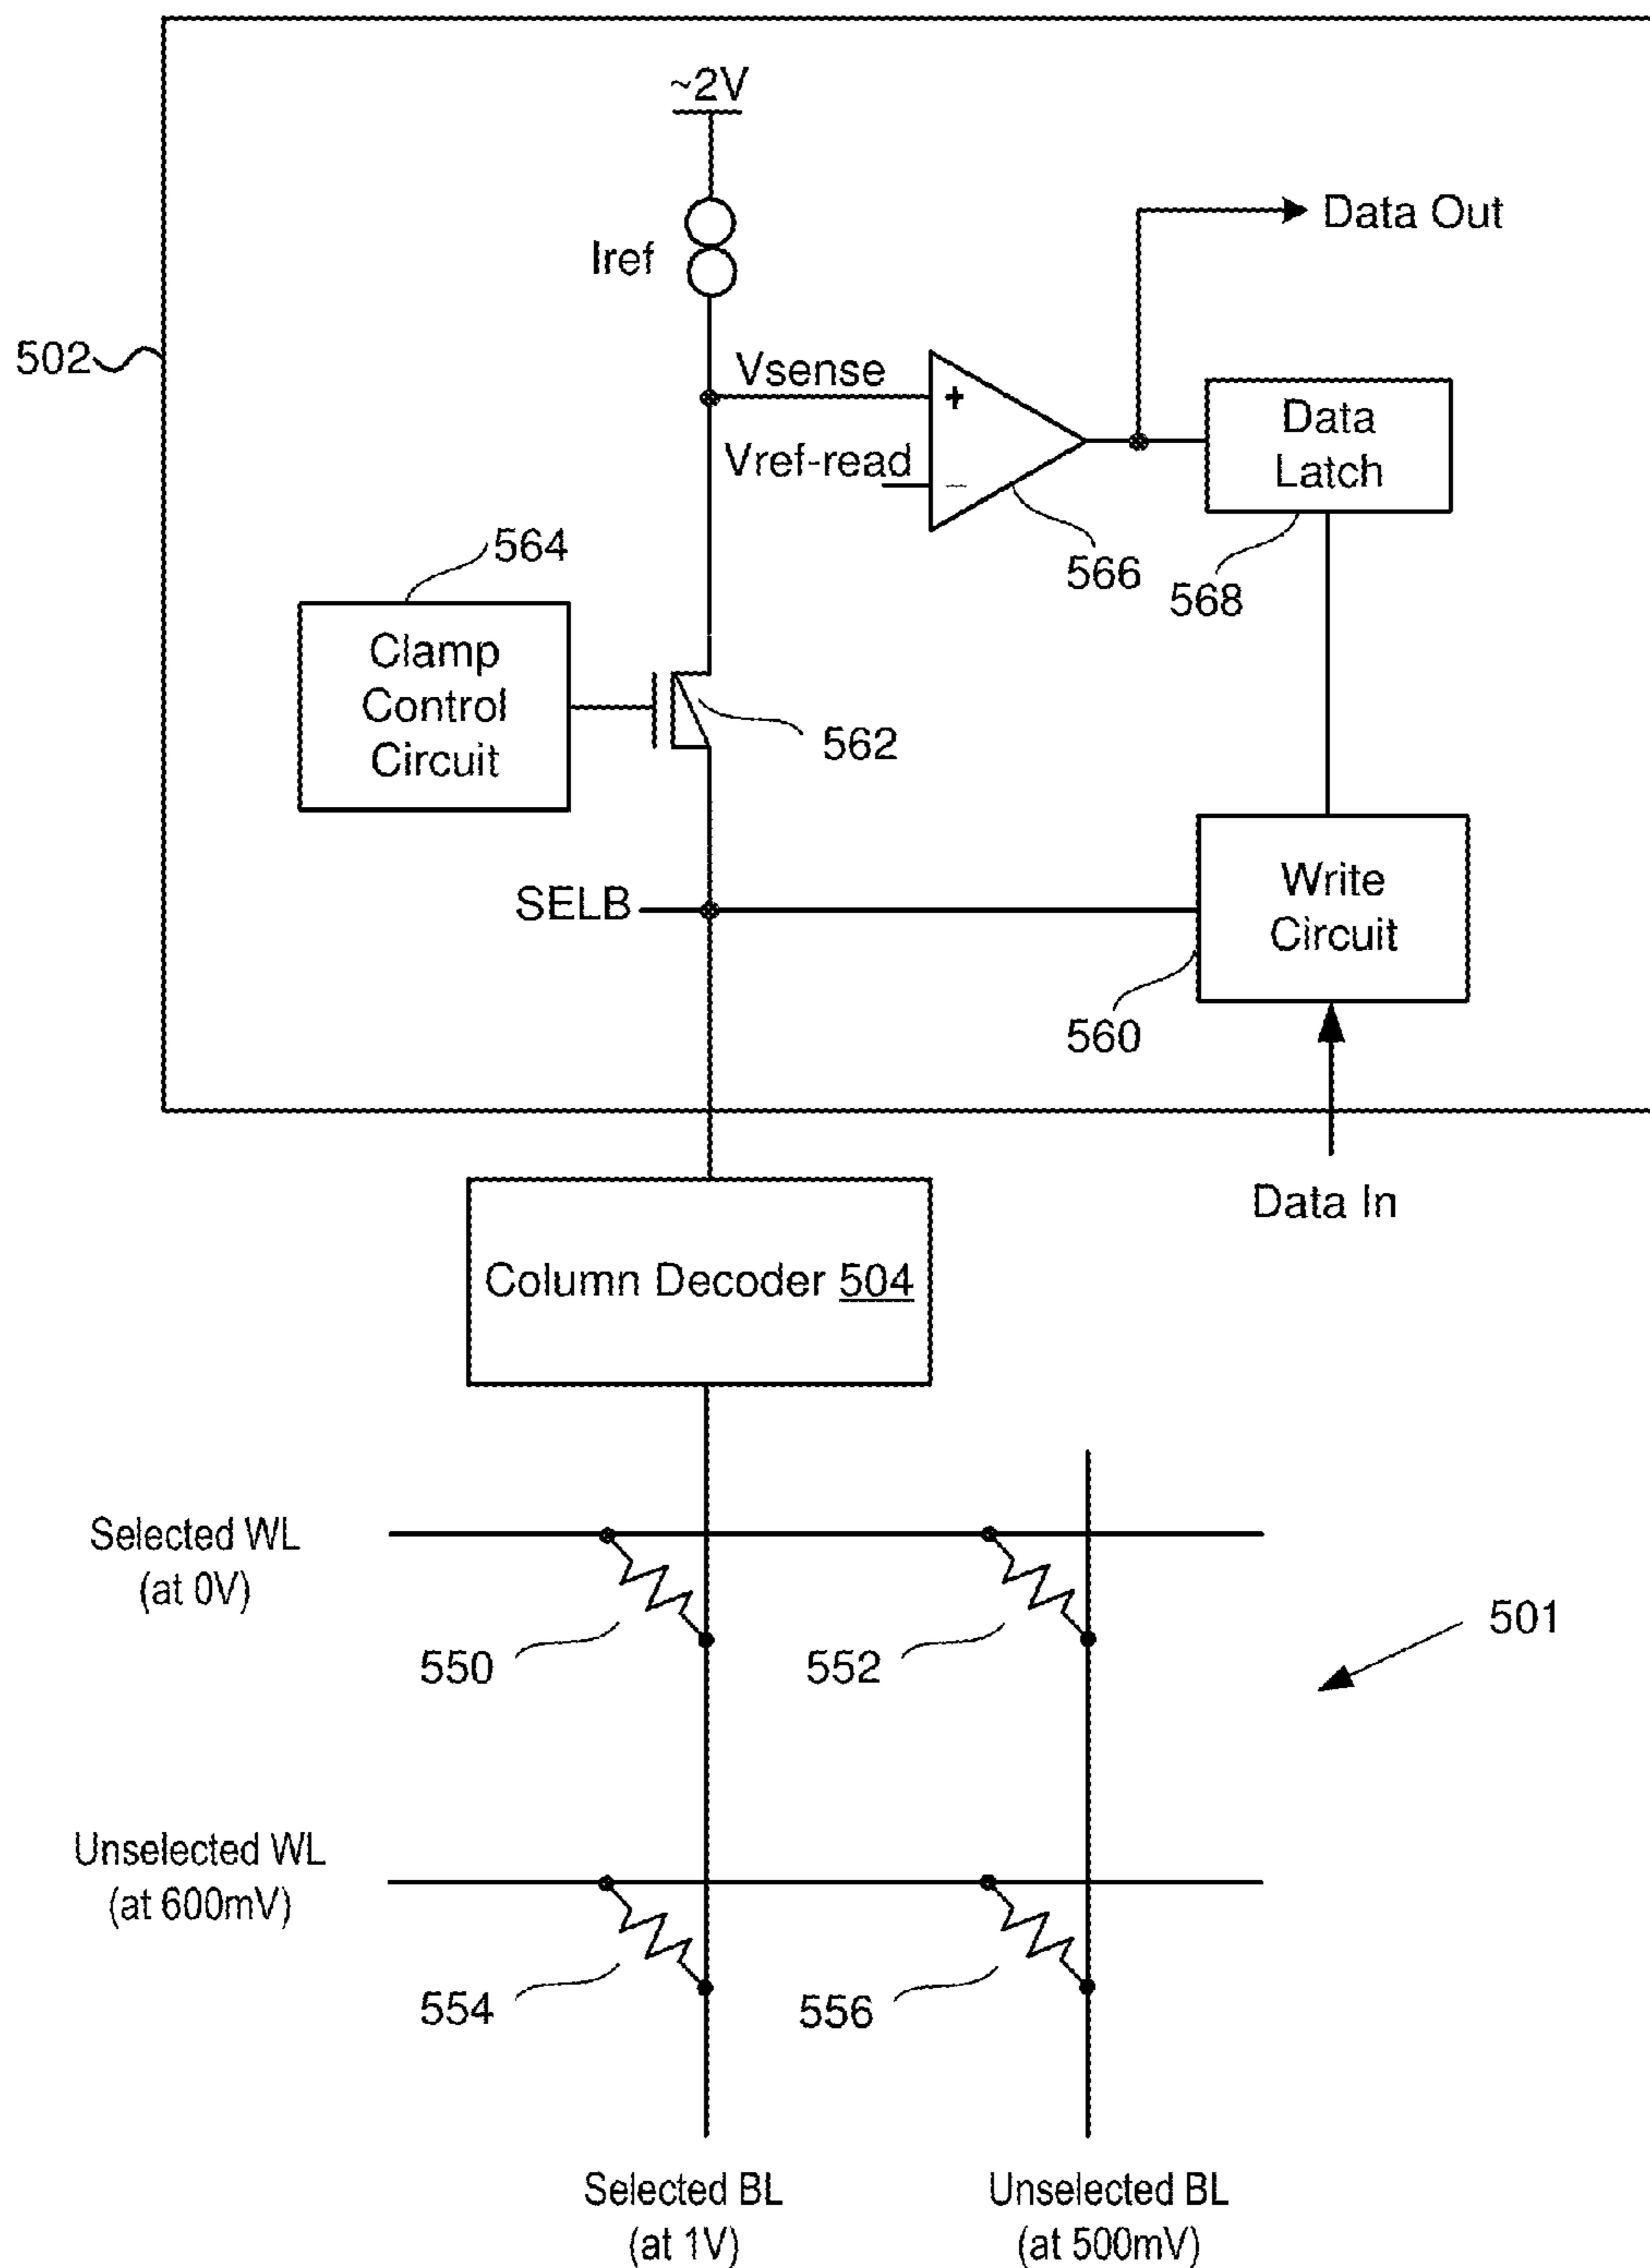 ~2V
Iref
Data Out
502
Vsense
+
Vref-read
−
Data
Latch
566
568
564
Clamp
Control
Circuit
562
SELB
Write
Circuit
560
Data In
Column Decoder 504
Selected WL
(at 0V)
550
552
501
Unselected WL
(at 600mV)
554
556
Selected BL
(at 1V)
Unselected BL
(at 500mV)